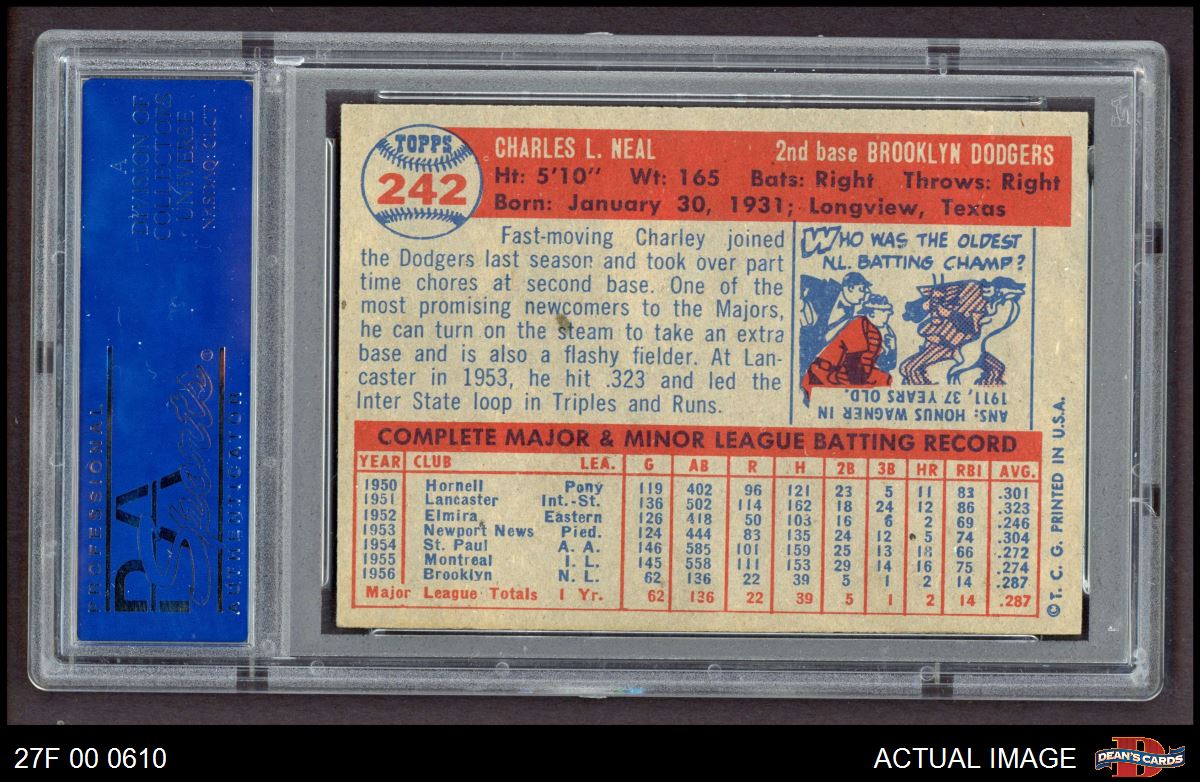 A
DIVISION OF
COLLECTORS
UNIVERSE
NASDAQ: CLCT
PSA
Sports
PROFESSIONAL
AUTHENTICATOR
TOPPS
242
CHARLES L. NEAL 2nd base BROOKLYN DODGERS
Ht: 5'10" Wt: 165 Bats: Right Throws: Right
Born: January 30, 1931; Longview, Texas
Fast-moving Charley joined
the Dodgers last season and took over part
time chores at second base. One of the
most promising newcomers to the Majors,
he can turn on the steam to take an extra
base and is also a flashy fielder. At Lan-
caster in 1953, he hit .323 and led the
Inter State loop in Triples and Runs.
WHO WAS THE OLDEST
N.L. BATTING CHAMP?
ANS: HONUS WAGNER IN
1911, 37 YEARS OLD.
COMPLETE MAJOR & MINOR LEAGUE BATTING RECORD
YEAR CLUB LEA. G AB R H 2B 3B HR RBI AVG.
1950 Hornell Pony 119 402 96 121 23 5 11 83 .301
1951 Lancaster Int.-St. 136 502 114 162 18 24 12 86 .323
1952 Elmira Eastern 126 418 50 103 16 6 2 69 .246
1953 Newport News Pied. 124 444 83 135 24 12 5 74 .304
1954 St. Paul A. A. 146 585 101 159 25 13 18 66 .272
1955 Montreal I. L. 145 558 111 153 29 14 16 75 .274
1956 Brooklyn N. L. 62 136 22 39 5 1 2 14 .287
Major League Totals 1 Yr. 62 136 22 39 5 1 2 14 .287
© T. C. G. PRINTED IN U.S.A.
27F 00 0610
ACTUAL IMAGE
D
DEAN'S CARDS